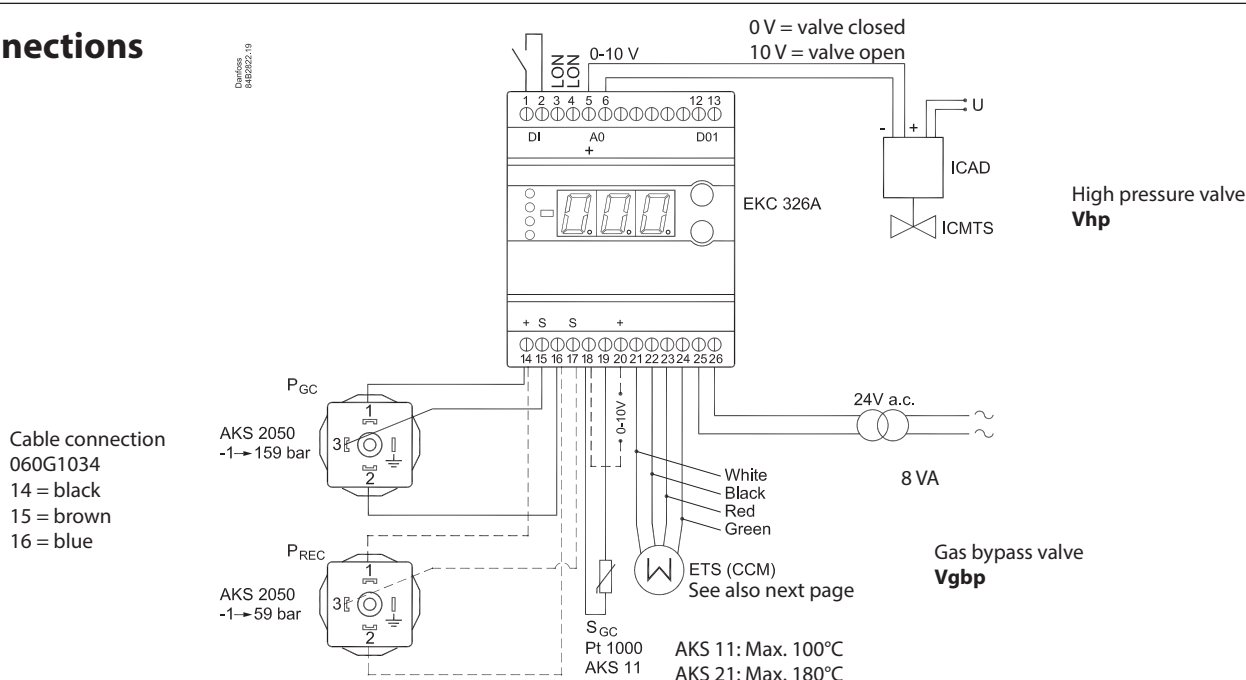 nections
Danfoss
84B2822.19
LON
LON
0-10 V
0 V = valve closed
10 V = valve open
1 2 3 4 5 6 12 13
DI A0 D01
+
- +
U
ICAD
ICMTS
EKC 326A
High pressure valve
Vhp
+ S S +
14 15 16 17 18 19 20 21 22 23 24 25 26
PGC
1
3
2
AKS 2050
-1→159 bar
Cable connection
060G1034
14 = black
15 = brown
16 = blue
PREC
1
3
2
AKS 2050
-1→59 bar
0-10V
24V a.c.
8 VA
White
Black
Red
Green
ETS (CCM)
See also next page
Gas bypass valve
Vgbp
SGC
Pt 1000
AKS 11
AKS 11: Max. 100°C
AKS 21: Max. 180°C